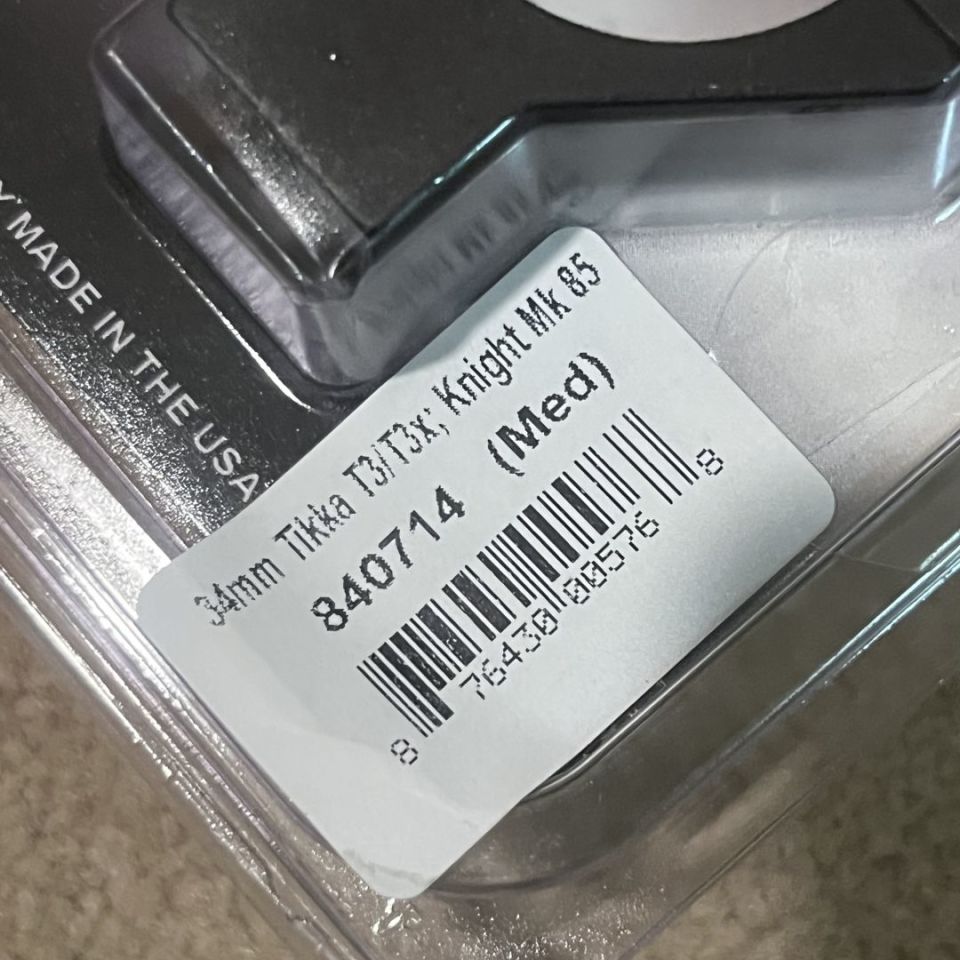 Y MADE IN THE USA
34mm Tikka T3/T3x; Knight Mk 85
840714 (Med)
8 76430 00576 8